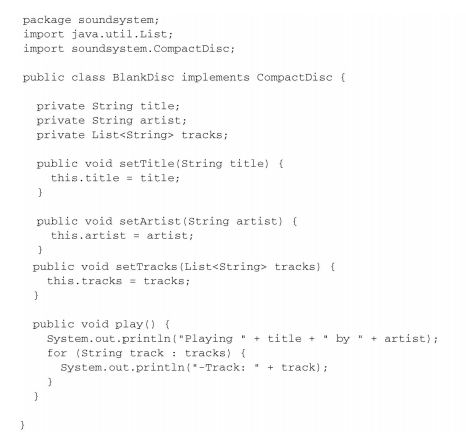 package soundsystem;
import java.util.List;
import soundsystem.CompactDisc;
public class BlankDisc implements CompactDisc {
private String title;
private String artist;
private List<String> tracks;
public void setTitle(String title) {
this.title = title;
}
public void setArtist(String artist) {
this.artist = artist;
}
public void setTracks(List<String> tracks) {
this.tracks = tracks;
}
public void play() {
System.out.println("Playing " + title + " by " + artist);
for (String track : tracks) {
System.out.println("-Track: " + track);
}
}
}